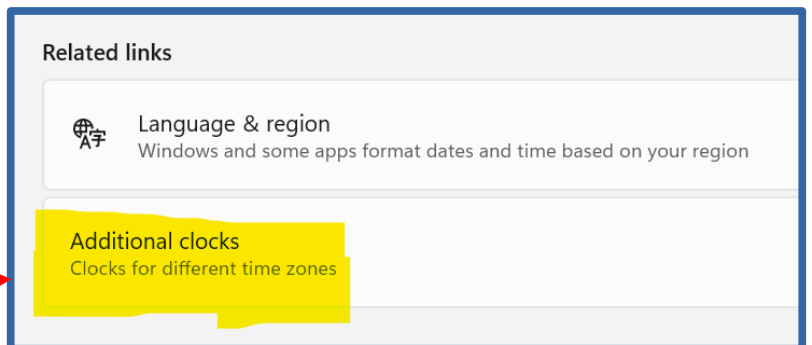 Related links
Language & region
Windows and some apps format dates and time based on your region
Additional clocks
Clocks for different time zones